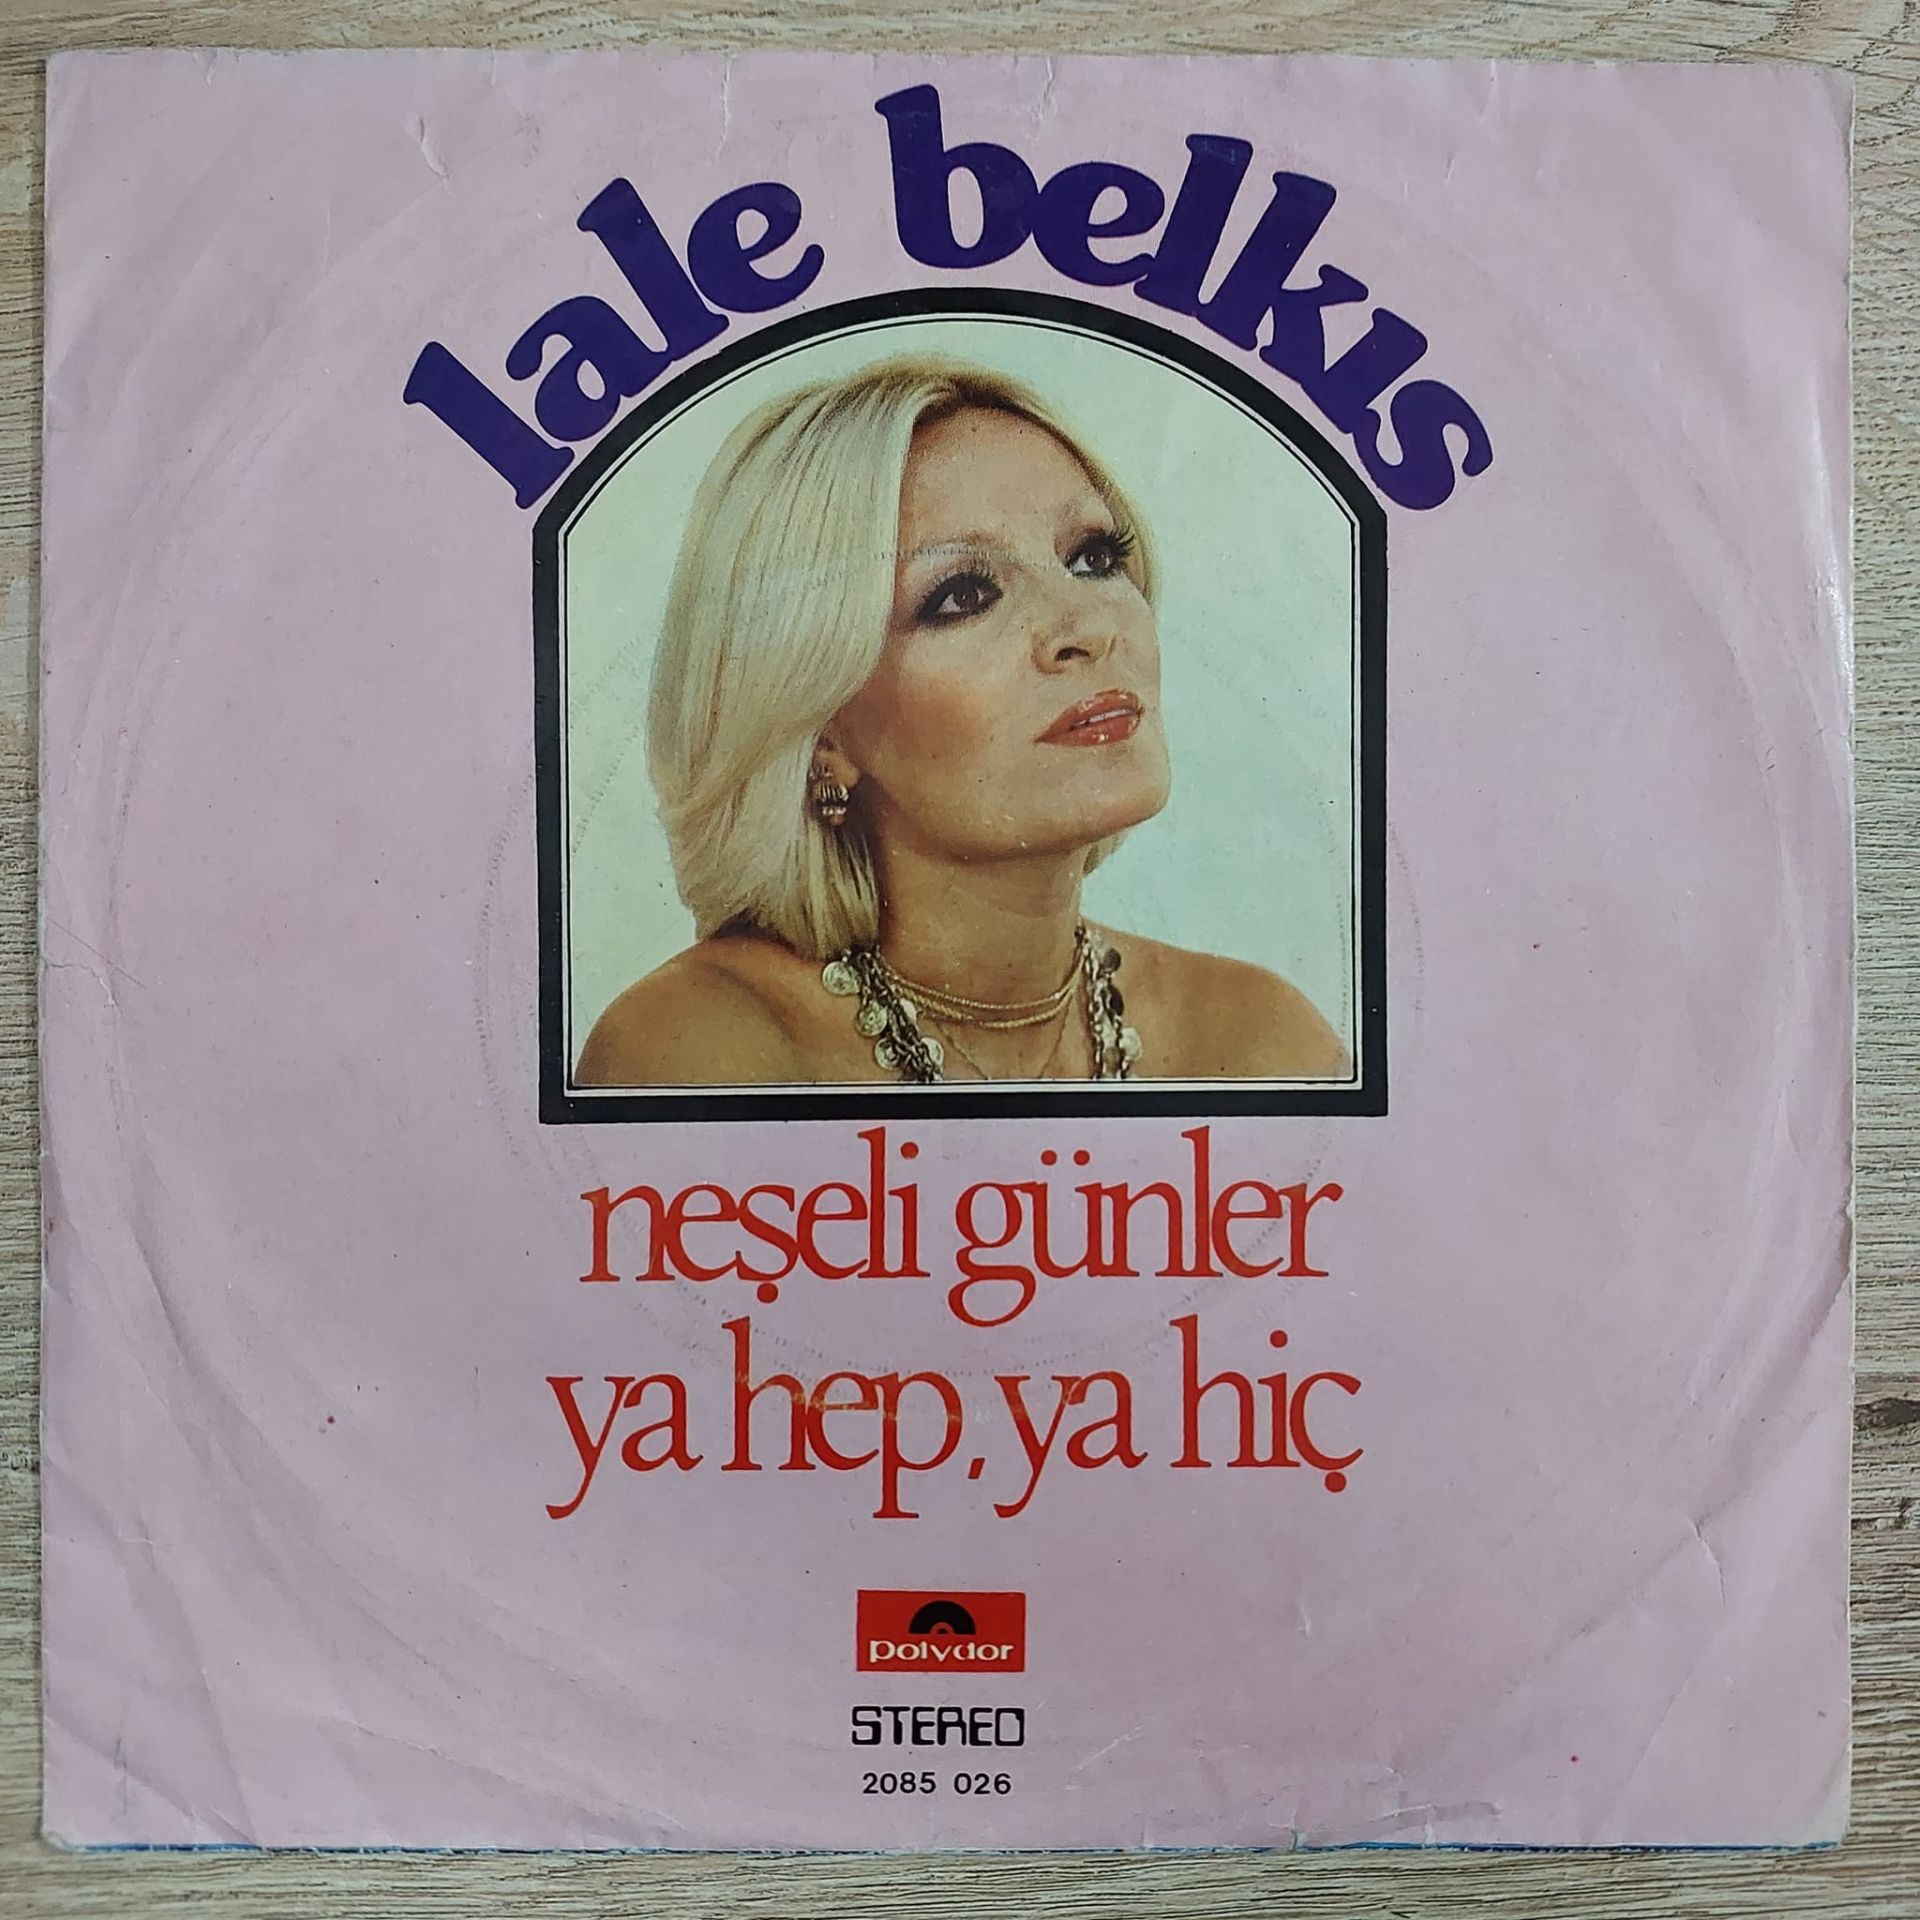 lale belkıs
neşeli günler
ya hep, ya hiç
polydor
STEREO
2085 026